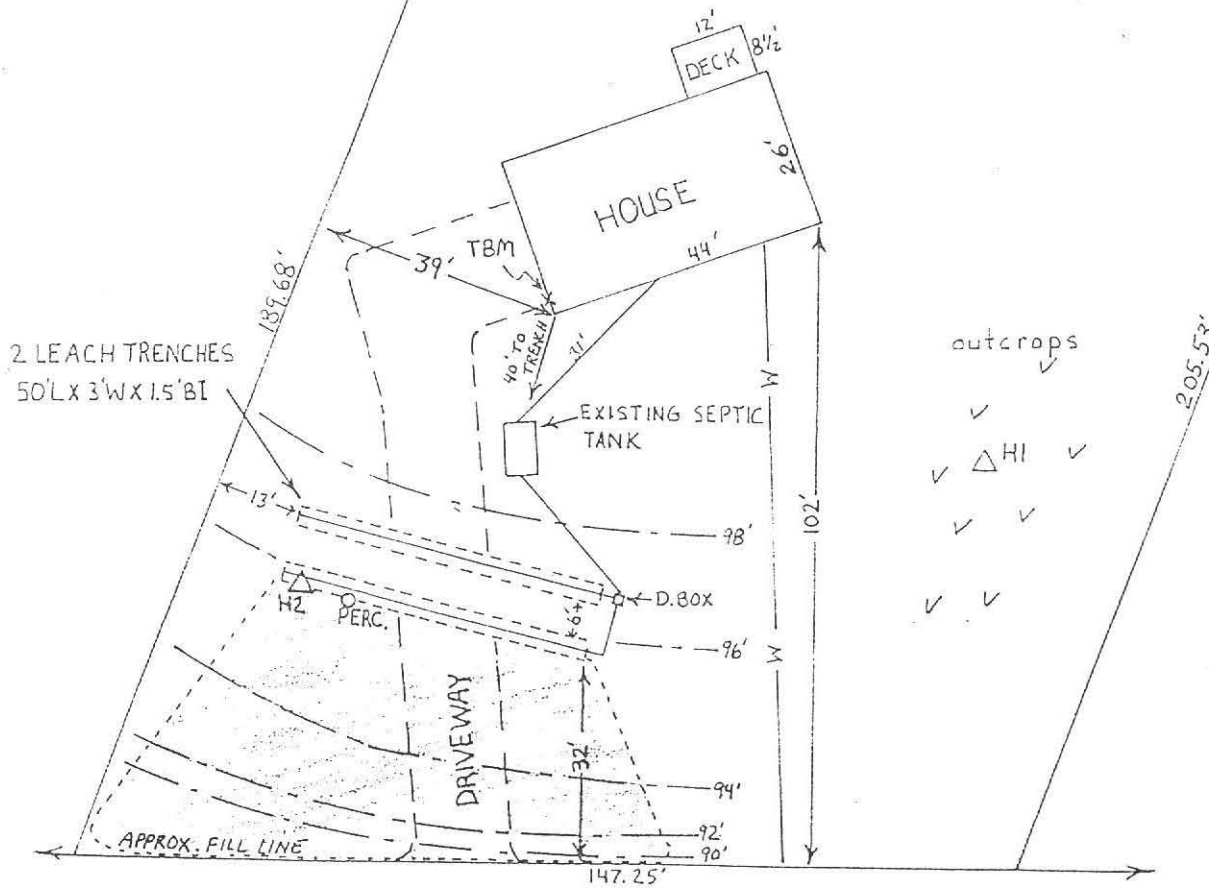 12'
8½'
DECK
26'
HOUSE
44'
TBM
39'
189.68'
40' TO
TRENCH
31'
2 LEACH TRENCHES
50'L X 3'W X 1.5'BI
outcrops
205.53'
W
EXISTING SEPTIC
TANK
H1
13'
102'
98'
H2
PERC.
D.BOX
6'
96'
W
DRIVEWAY
32'
94'
92'
APPROX. FILL LINE
90'
147.25'